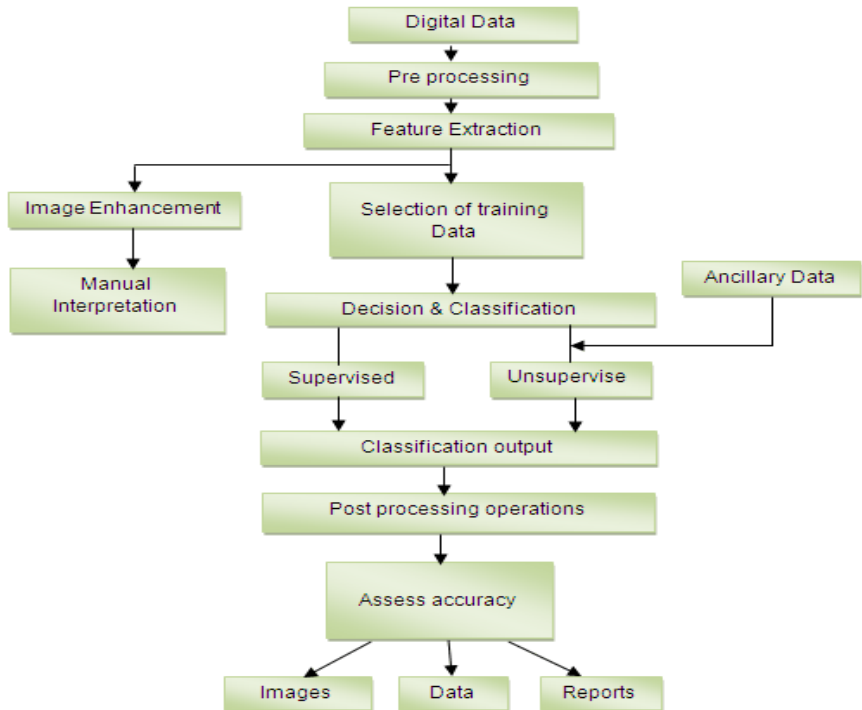 Digital Data
Pre processing
Feature Extraction
Image Enhancement
Selection of training
Data
Manual
Interpretation
Ancillary Data
Decision & Classification
Supervised
Unsupervise
Classification output
Post processing operations
Assess accuracy
Images
Data
Reports